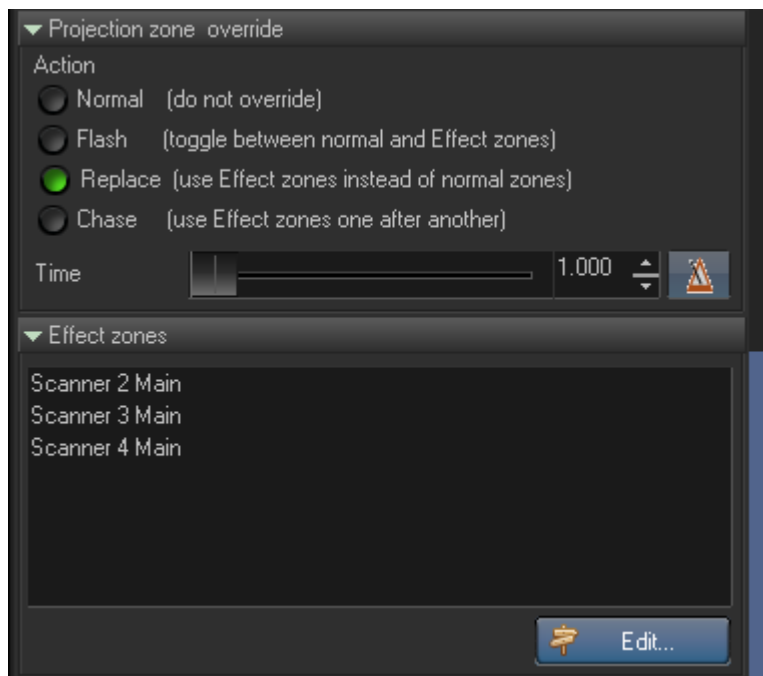 Projection zone override
Action
Normal (do not override)
Flash (toggle between normal and Effect zones)
Replace (use Effect zones instead of normal zones)
Chase (use Effect zones one after another)
Time 1.000
Effect zones
Scanner 2 Main
Scanner 3 Main
Scanner 4 Main
Edit...